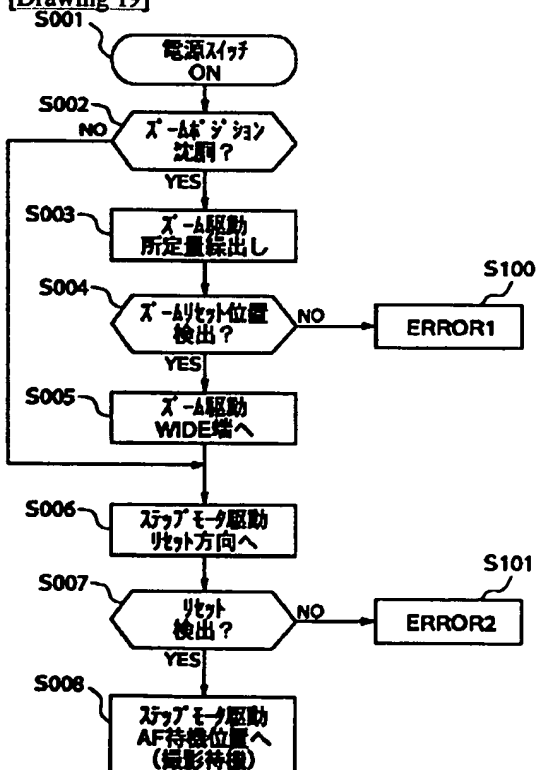 [Drawing 19]
S001
電源スイッチ
ON
S002
ズームポジション
沈胴?
NO
YES
S003
ズーム駆動
所定量繰出し
S004
ズームリセット位置
検出?
NO
S100
ERROR1
YES
S005
ズーム駆動
WIDE端へ
S006
ステップモータ駆動
リセット方向へ
S007
リセット
検出?
NO
S101
ERROR2
YES
S008
ステップモータ駆動
AF待機位置へ
(撮影待機)